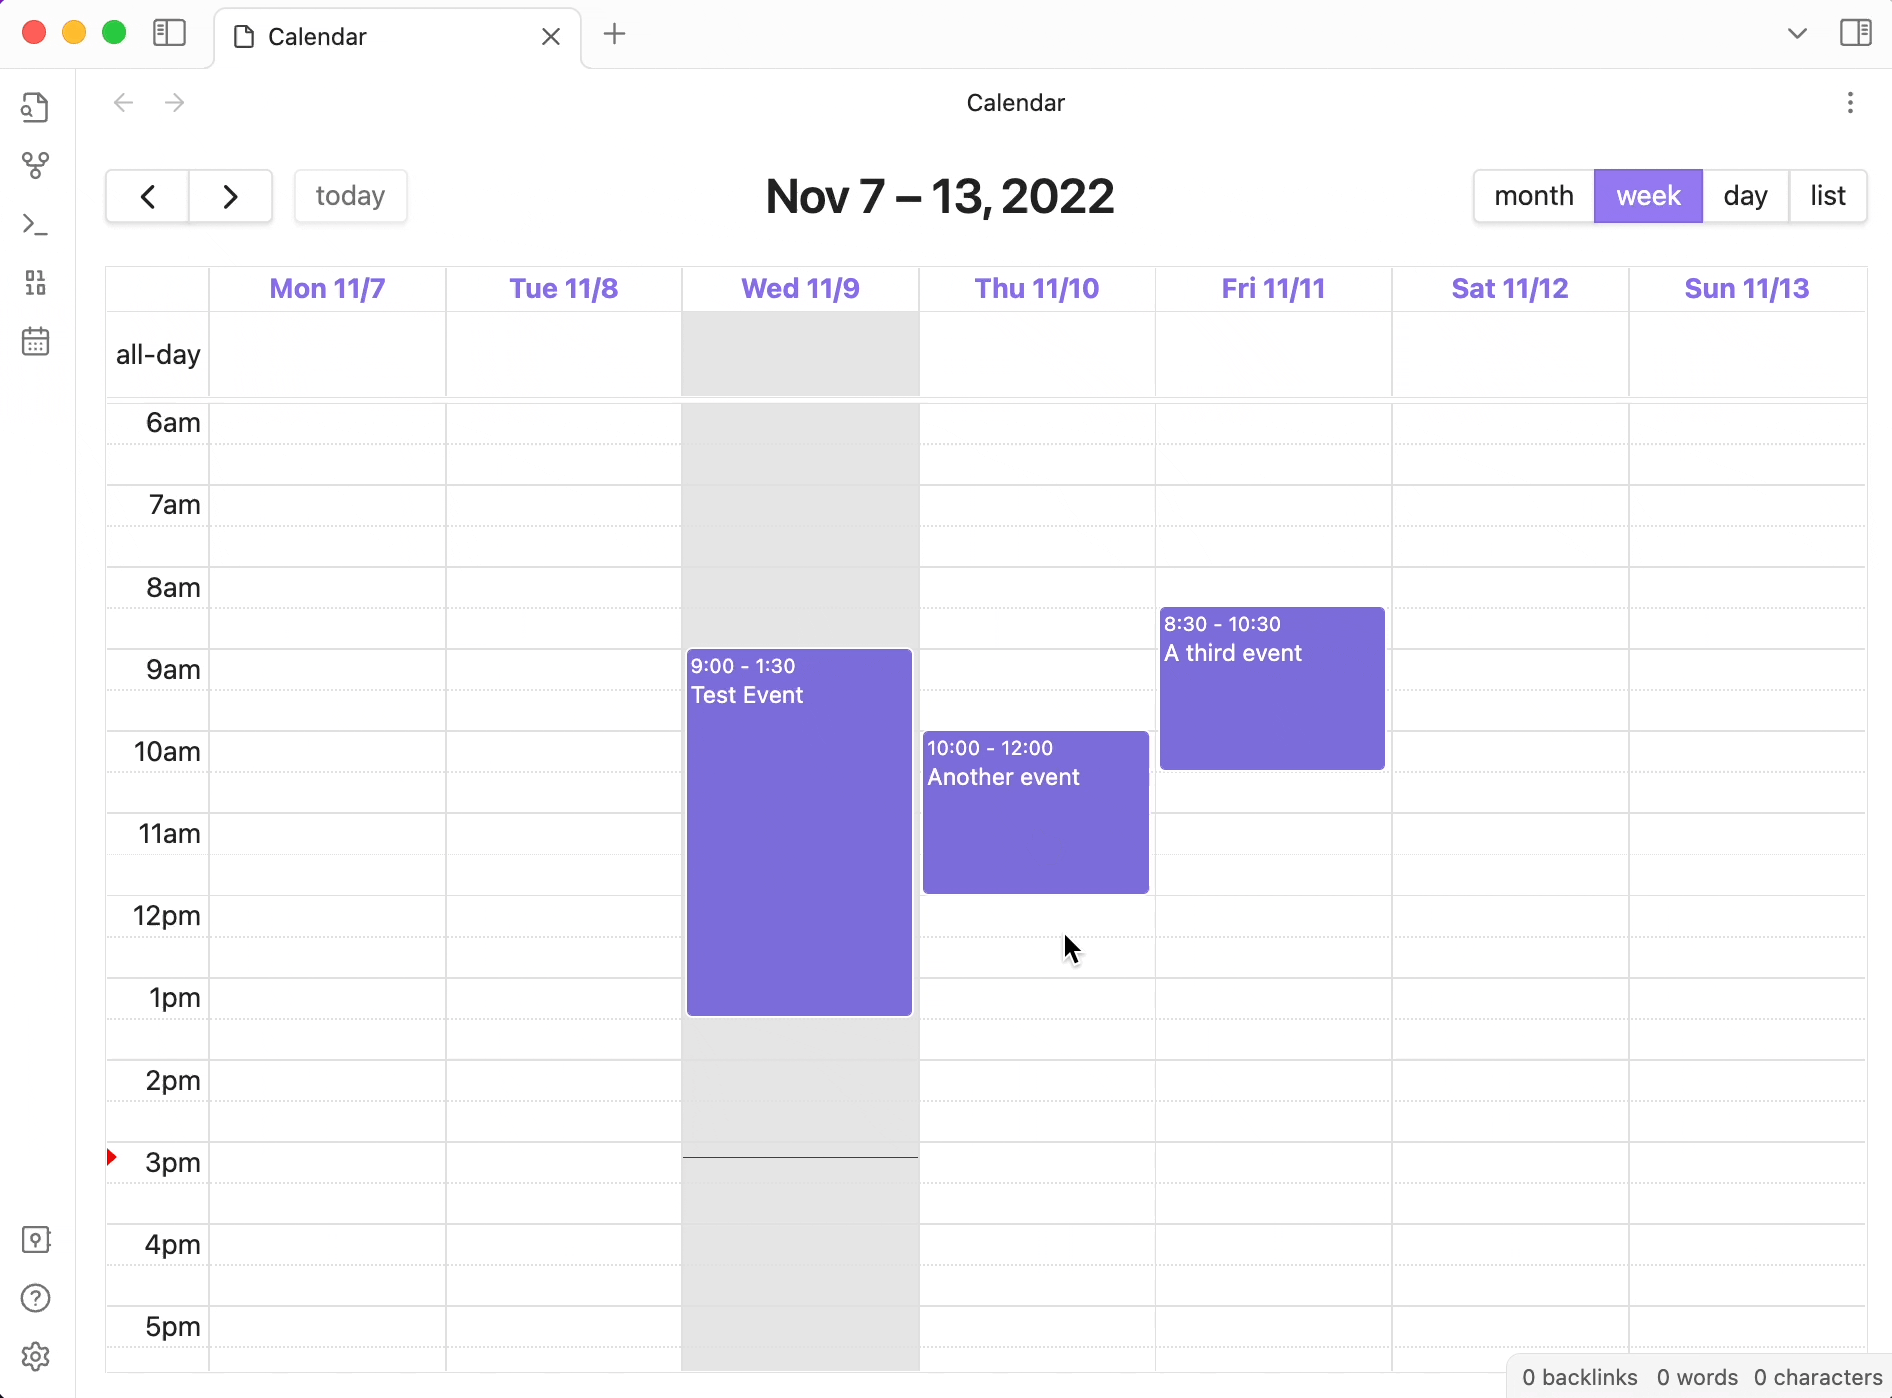 Calendar
Calendar
today
Nov 7 – 13, 2022
month week day list
Mon 11/7 Tue 11/8 Wed 11/9 Thu 11/10 Fri 11/11 Sat 11/12 Sun 11/13
all-day
6am
7am
8am
8:30 - 10:30
A third event
9am
9:00 - 1:30
Test Event
10am
10:00 - 12:00
Another event
11am
12pm
1pm
2pm
3pm
4pm
5pm
0 backlinks 0 words 0 characters